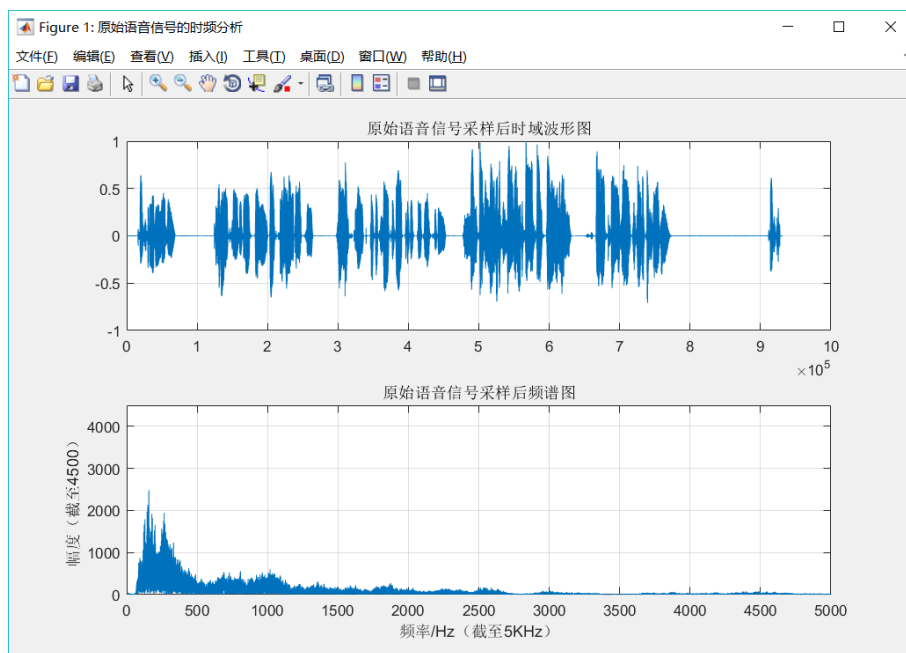 Figure 1: 原始语音信号的时频分析
文件(F) 编辑(E) 查看(V) 插入(I) 工具(T) 桌面(D) 窗口(W) 帮助(H)
原始语音信号采样后时域波形图
1
0.5
0
-0.5
-1
0 1 2 3 4 5 6 7 8 9 10
×10⁵
原始语音信号采样后频谱图
幅度（截至4500）
4000
3000
2000
1000
0
0 500 1000 1500 2000 2500 3000 3500 4000 4500 5000
频率/Hz（截至5KHz）